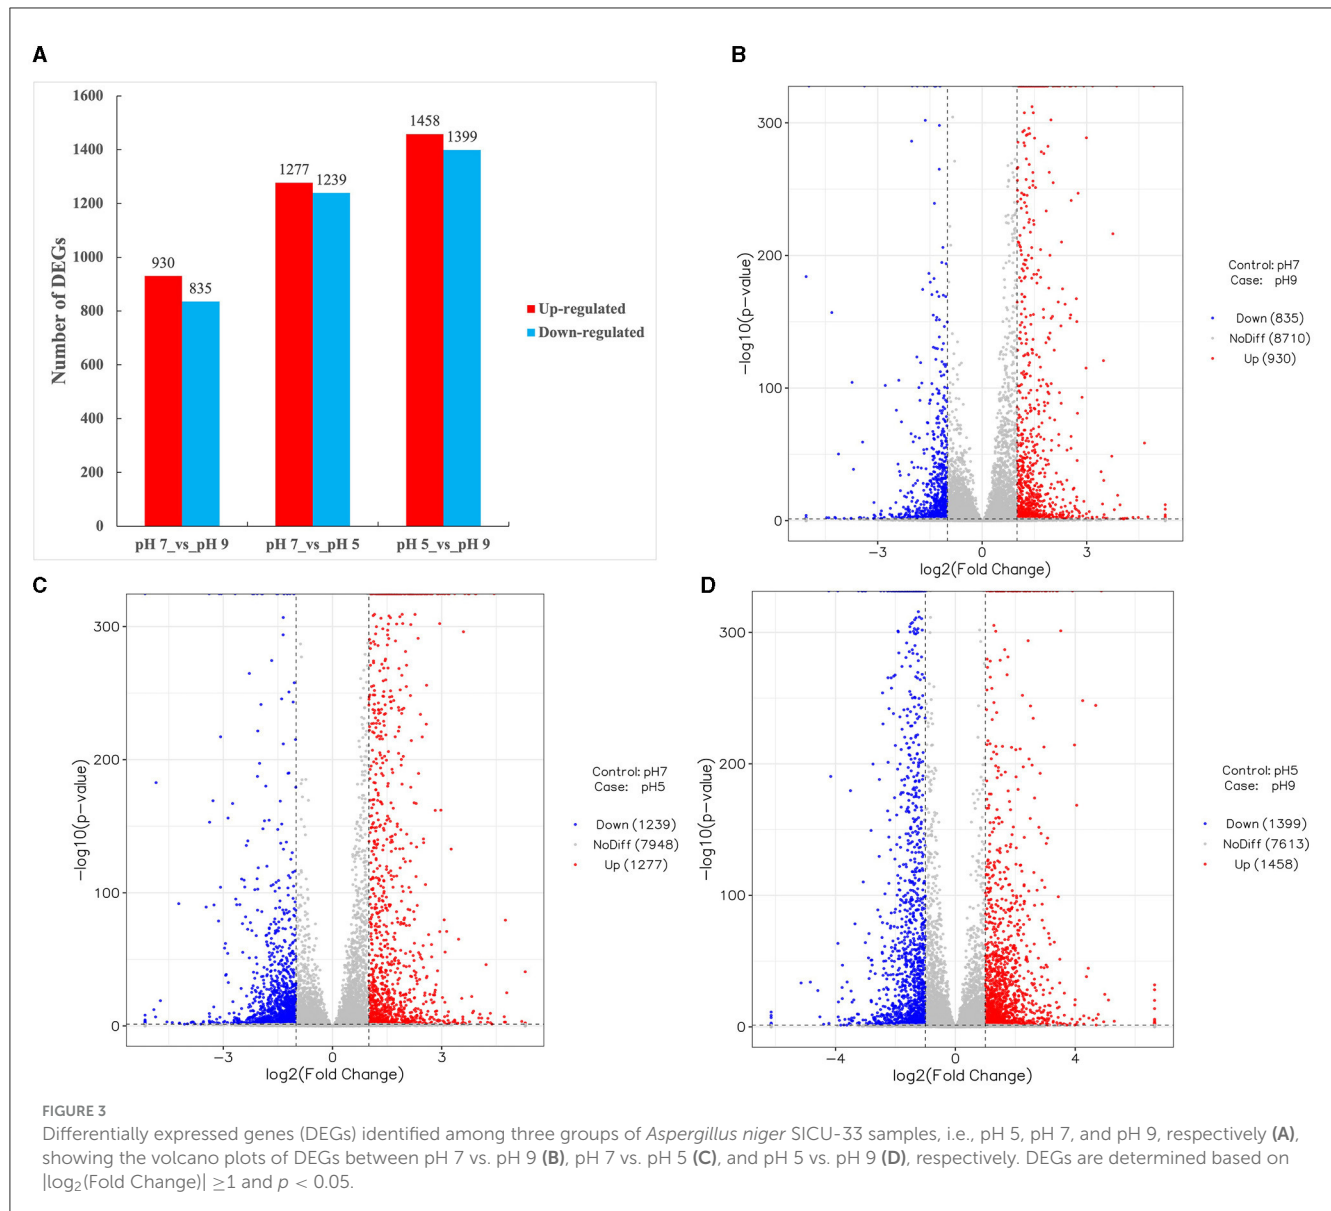 A
1600
1400
1200
1000
800
600
400
200
0
Number of DEGs
930
835
1277
1239
1458
1399
pH 7_vs_pH 9
pH 7_vs_pH 5
pH 5_vs_pH 9
Up-regulated
Down-regulated
B
300
200
100
0
−log10(p−value)
−3
0
3
log2(Fold Change)
Control: pH7
Case: pH9
Down (835)
NoDiff (8710)
Up (930)
C
300
200
100
0
−log10(p−value)
−3
0
3
log2(Fold Change)
Control: pH7
Case: pH5
Down (1239)
NoDiff (7948)
Up (1277)
D
300
200
100
0
−log10(p−value)
−4
0
4
log2(Fold Change)
Control: pH5
Case: pH9
Down (1399)
NoDiff (7613)
Up (1458)
FIGURE 3
Differentially expressed genes (DEGs) identified among three groups of Aspergillus niger SICU-33 samples, i.e., pH 5, pH 7, and pH 9, respectively (A),
showing the volcano plots of DEGs between pH 7 vs. pH 9 (B), pH 7 vs. pH 5 (C), and pH 5 vs. pH 9 (D), respectively. DEGs are determined based on
|log₂(Fold Change)| ≥1 and p < 0.05.